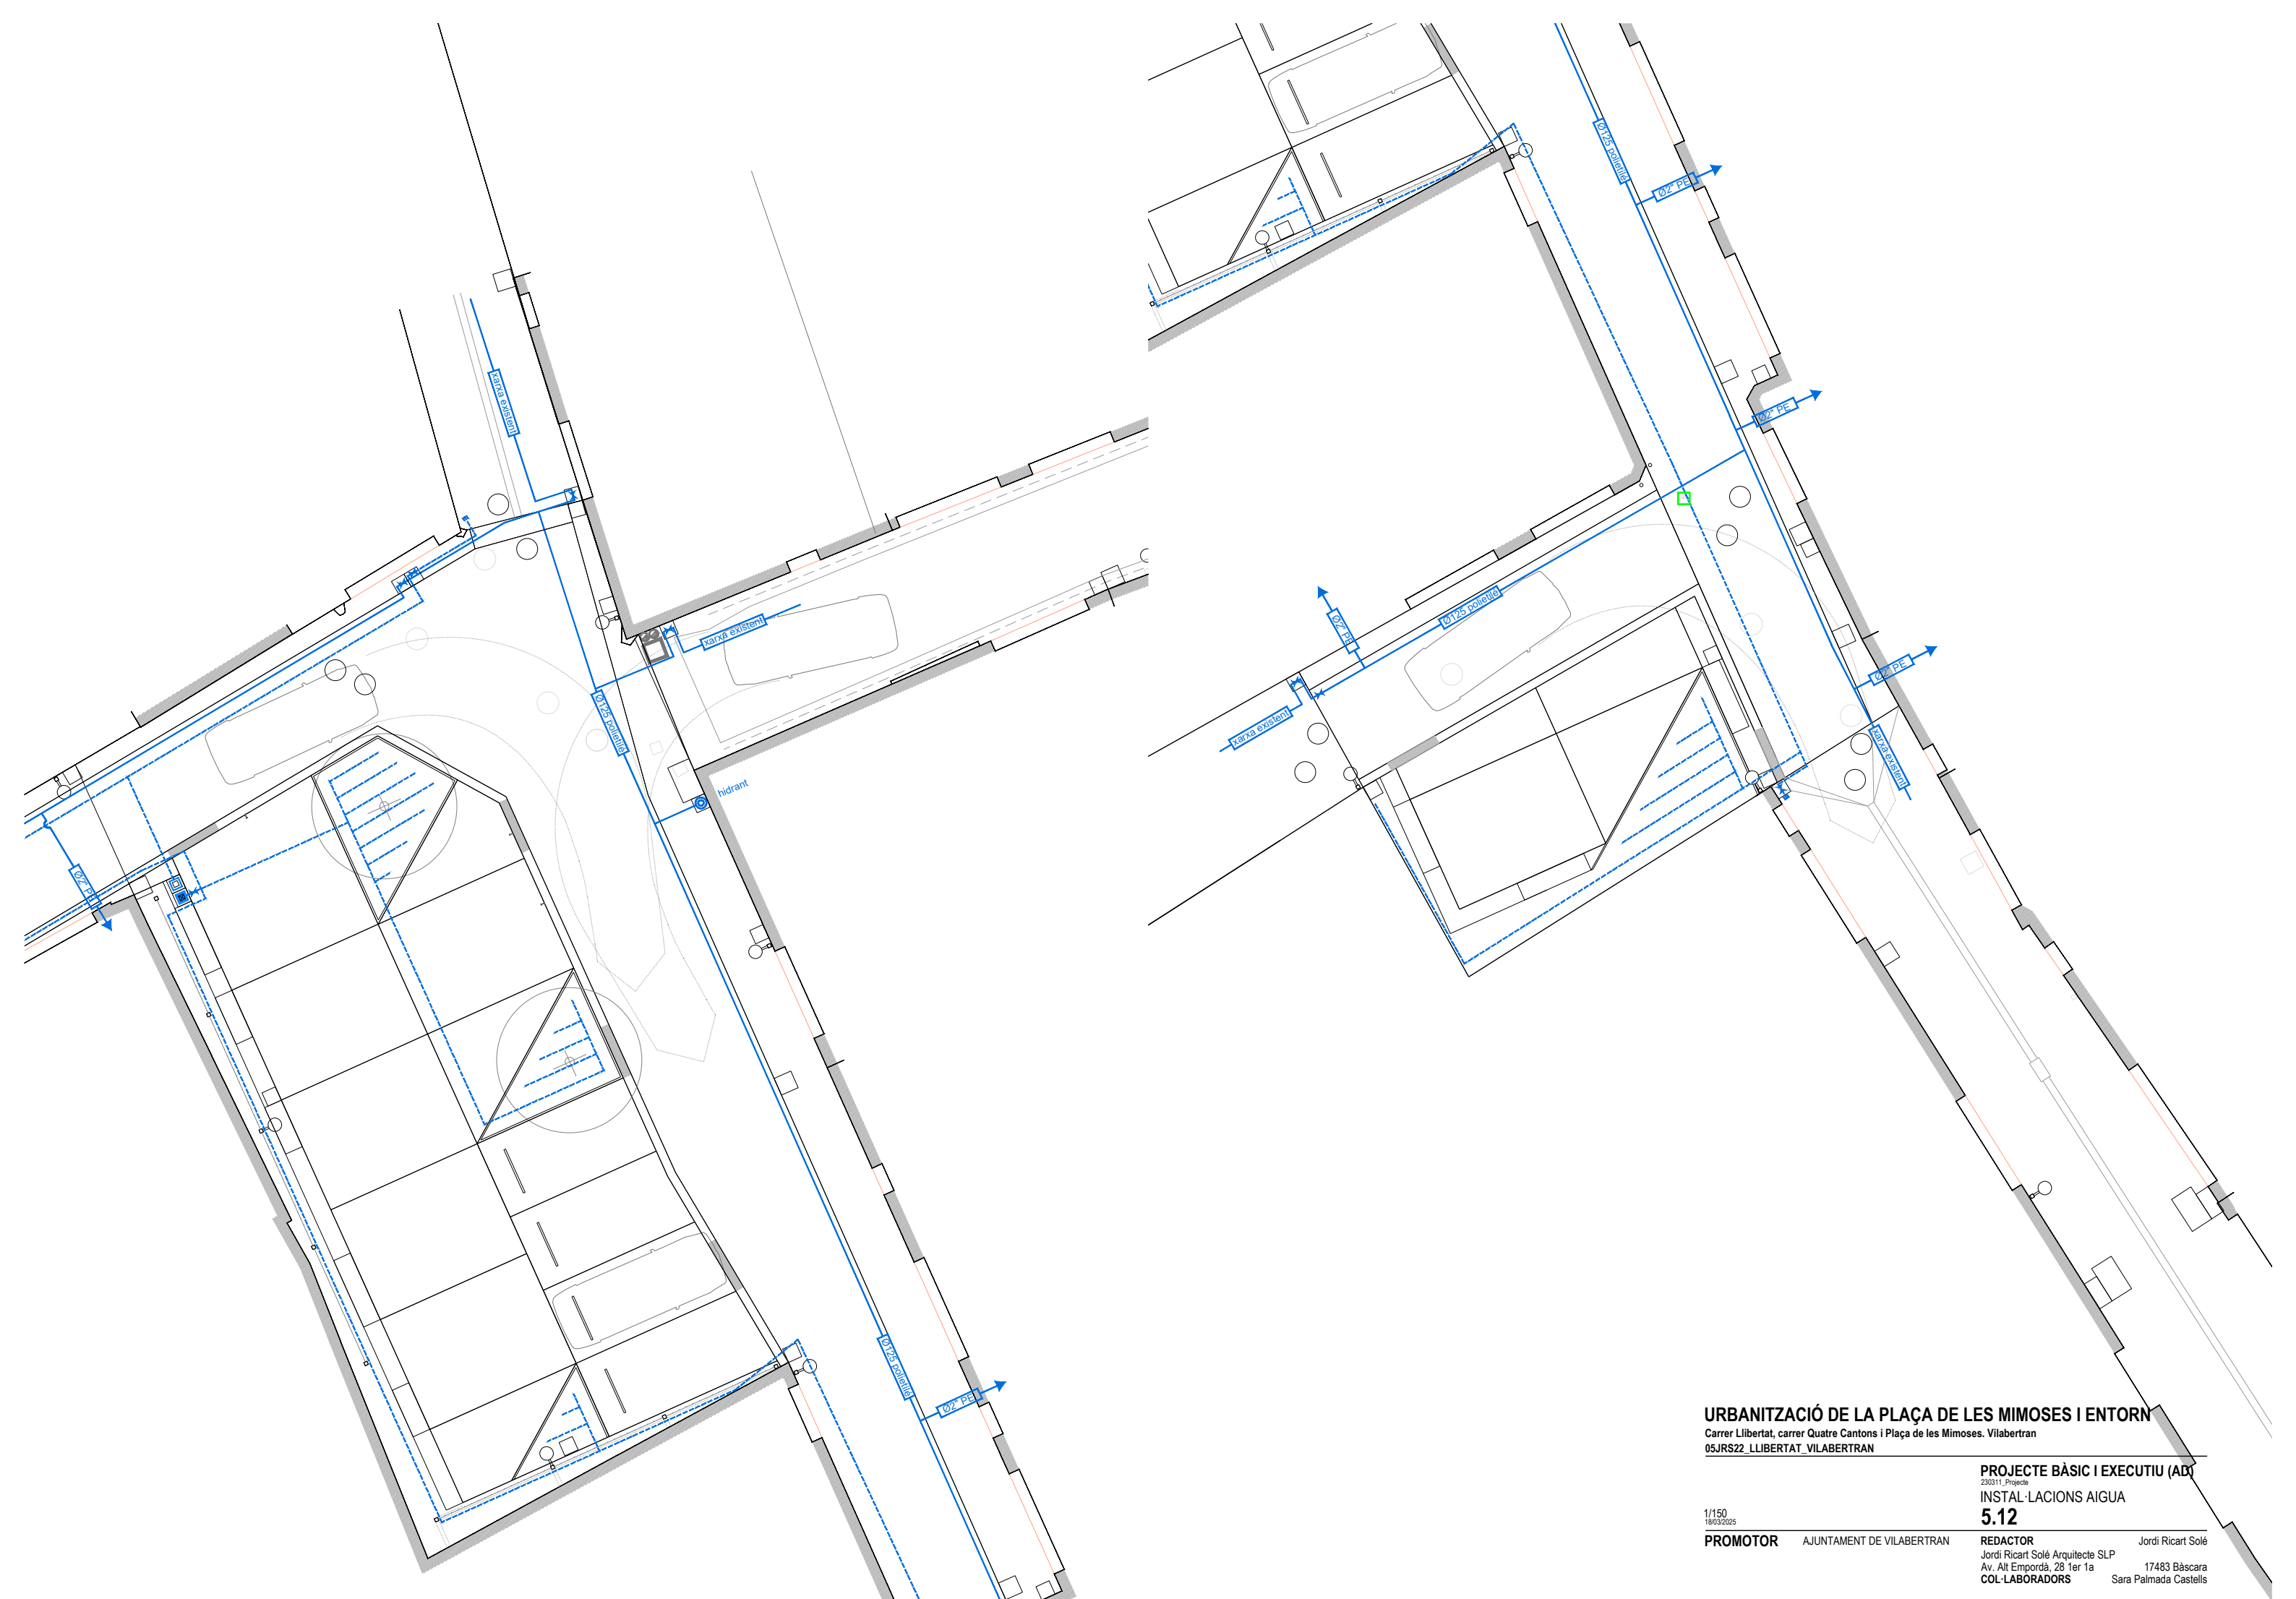 xarxa existent
xarxa existent
Ø125 polietilè
hidrant
Ø2" PE
Ø125 polietilè
Ø2" PE
Ø125 polietilè
Ø2" PE
Ø2" PE
Ø125 polietilè
Ø2" PE
xarxa existent
Ø2" PE
xarxa existent
URBANITZACIÓ DE LA PLAÇA DE LES MIMOSES I ENTORN
Carrer Llibertat, carrer Quatre Cantons i Plaça de les Mimoses. Vilabertran
05JRS22_LLIBERTAT_VILABERTRAN
PROJECTE BÀSIC I EXECUTIU (AD)
230311_Projecte
INSTAL·LACIONS AIGUA
1/150
18/03/2025
5.12
PROMOTOR AJUNTAMENT DE VILABERTRAN
REDACTOR Jordi Ricart Solé
Jordi Ricart Solé Arquitecte SLP
Av. Alt Empordà, 28 1er 1a 17483 Bàscara
COL·LABORADORS Sara Palmada Castells